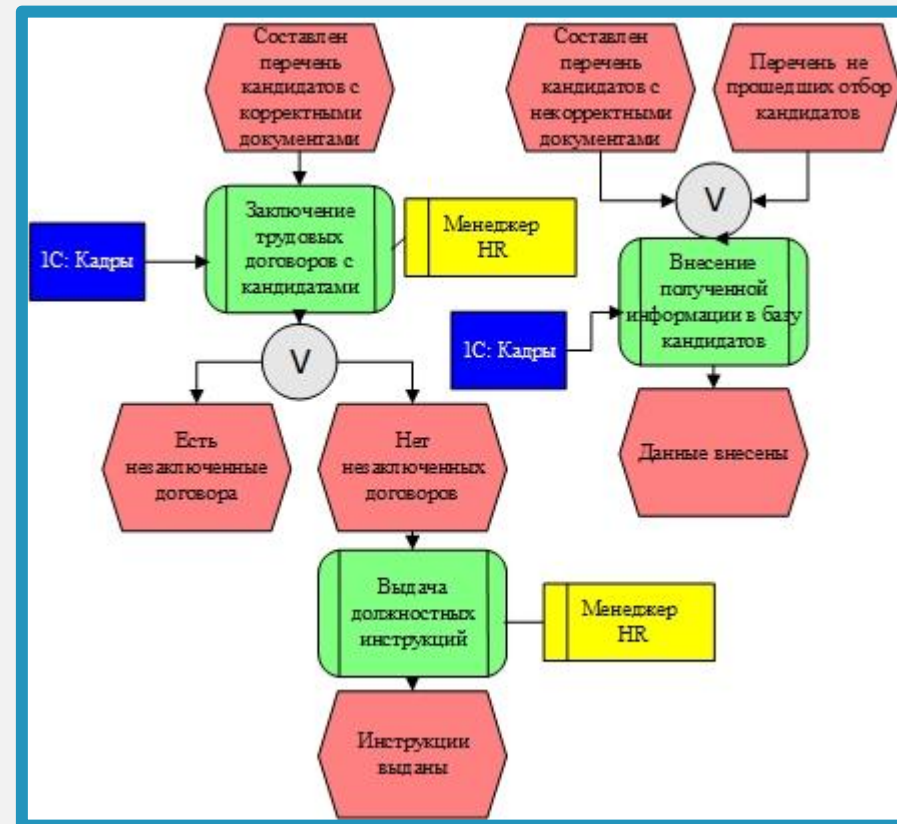 Составлен
перечень
кандидатов с
корректными
документами
Составлен
перечень
кандидатов с
некорректными
документами
Перечень не
прошедших отбор
кандидатов
V
Заключение
трудовых
договоров с
кандидатами
Менеджер
HR
1С: Кадры
Внесение
полученной
информации в базу
кандидатов
1С: Кадры
V
Есть
незаключенные
договора
Нет
незаключенных
договоров
Данные внесены
Выдача
должностных
инструкций
Менеджер
HR
Инструкции
выданы